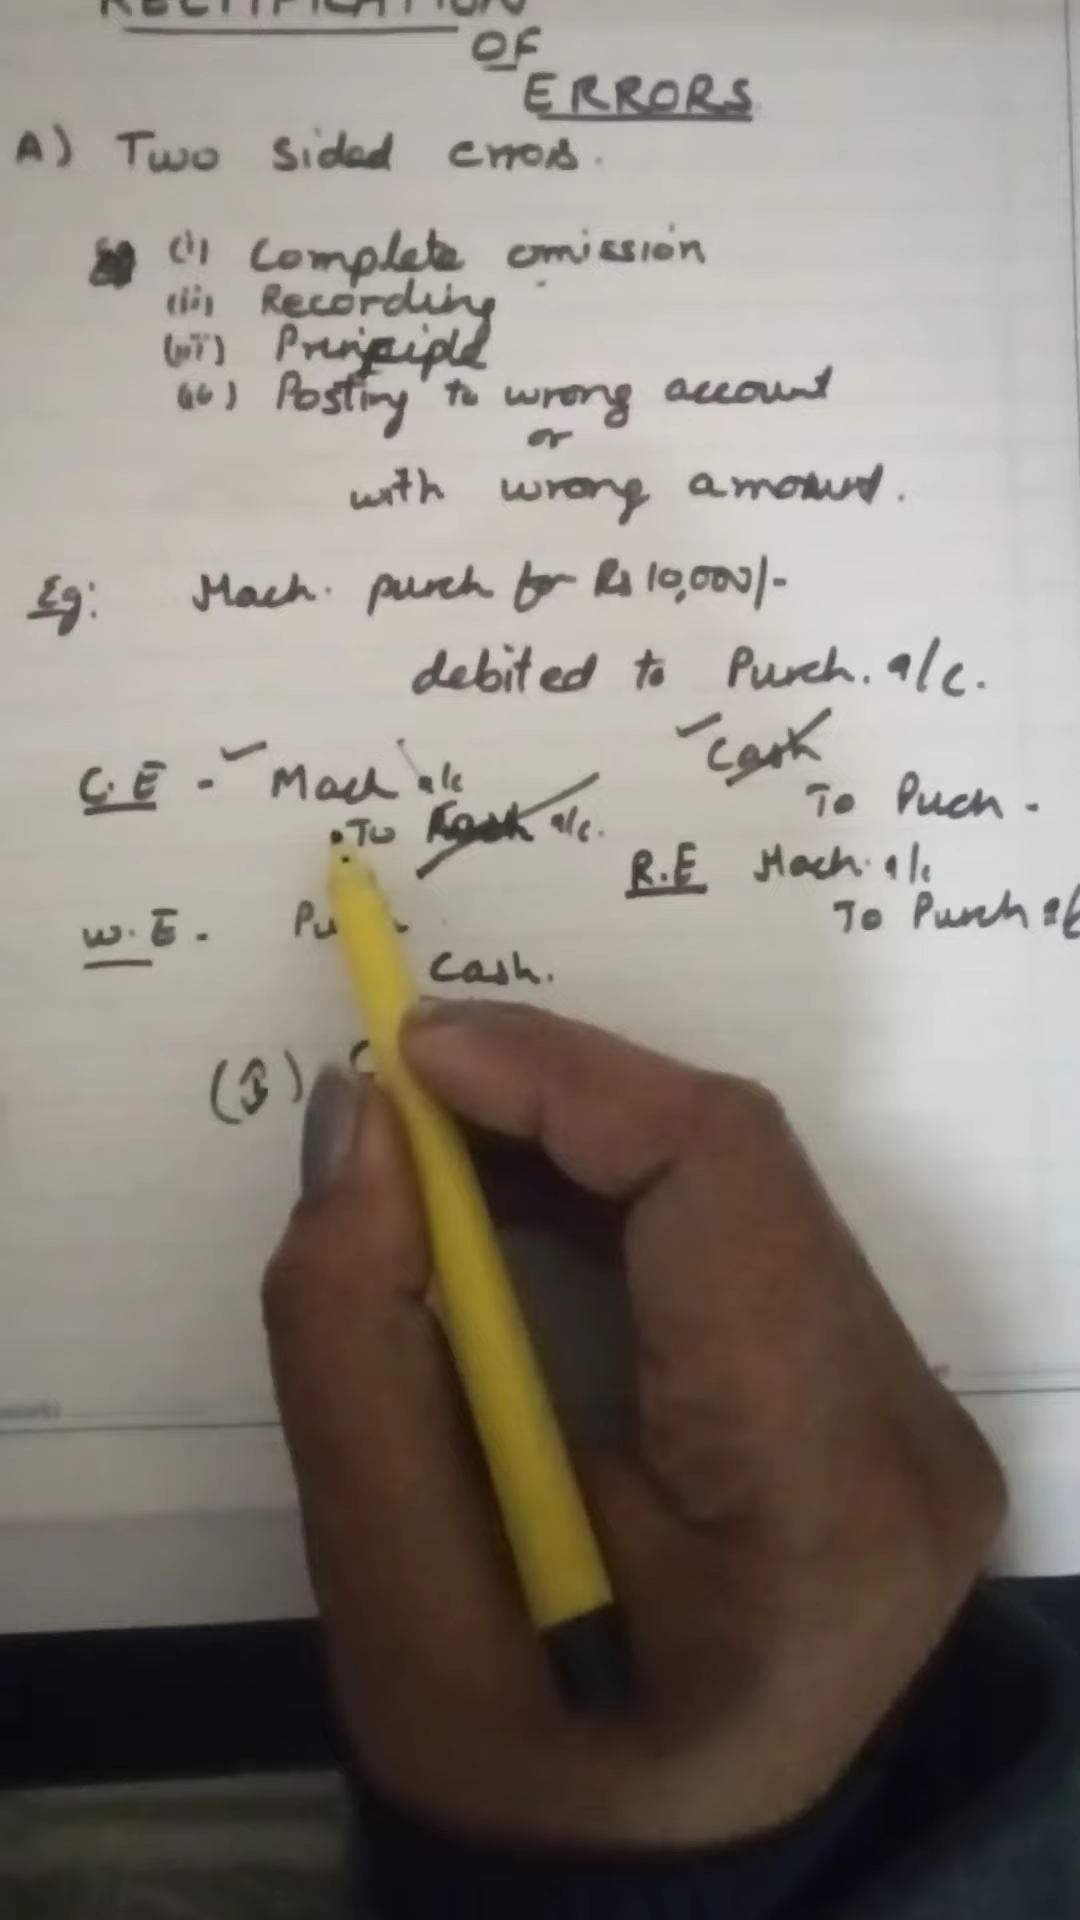 RECTIFICATION
OF
ERRORS
A) Two sided errors.
(i) Complete omission
(ii) Recording
(iii) Principle
(iv) Posting to wrong account
or
with wrong amount.
Eg: Mach. purch for Rs 10,000/-
debited to Purch. a/c.
C.E - Mach a/c
To Cash a/c.
W.E -
Cash.
Cash
To Puch -
R.E Mach. a/c
To Purch a/c